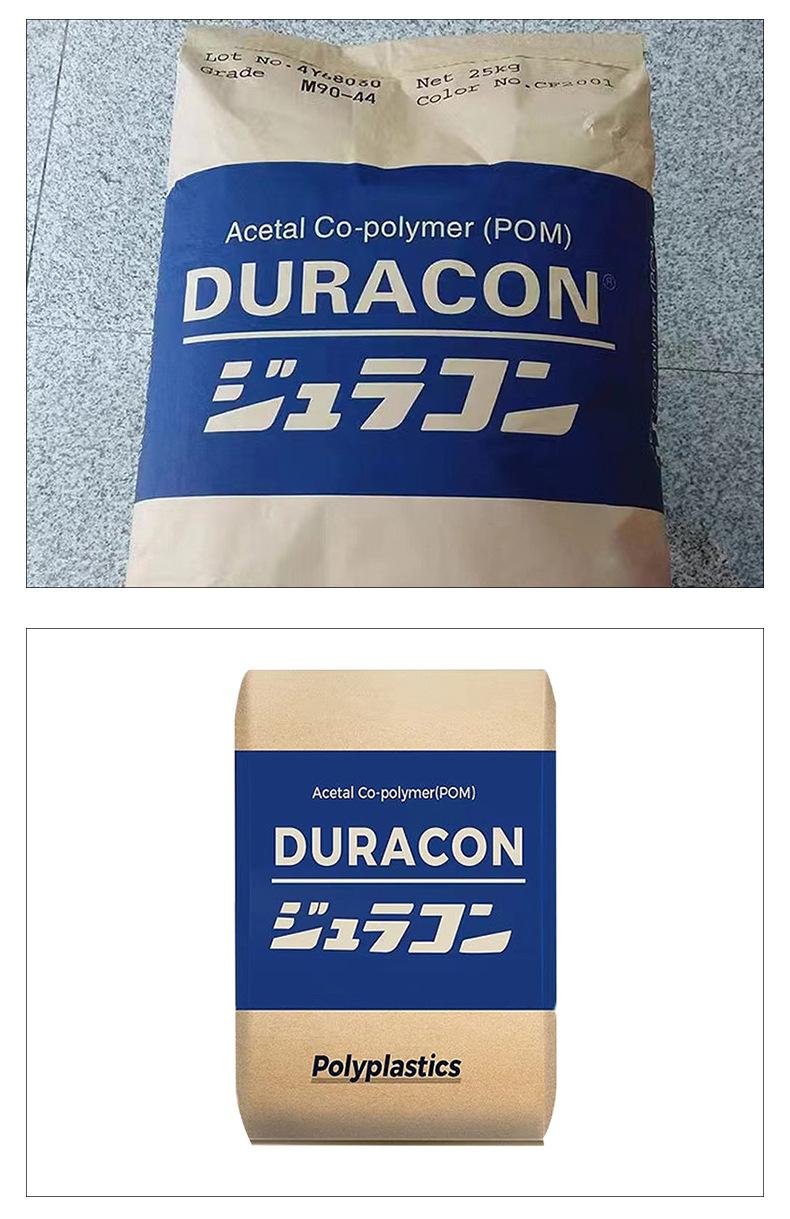 Lot No. Net 25kg
Grade M90-44 Color No. CF2001
Acetal Co-polymer (POM)
DURACON®
ジュラコン
Acetal Co-polymer(POM)
DURACON
ジュラコン
Polyplastics